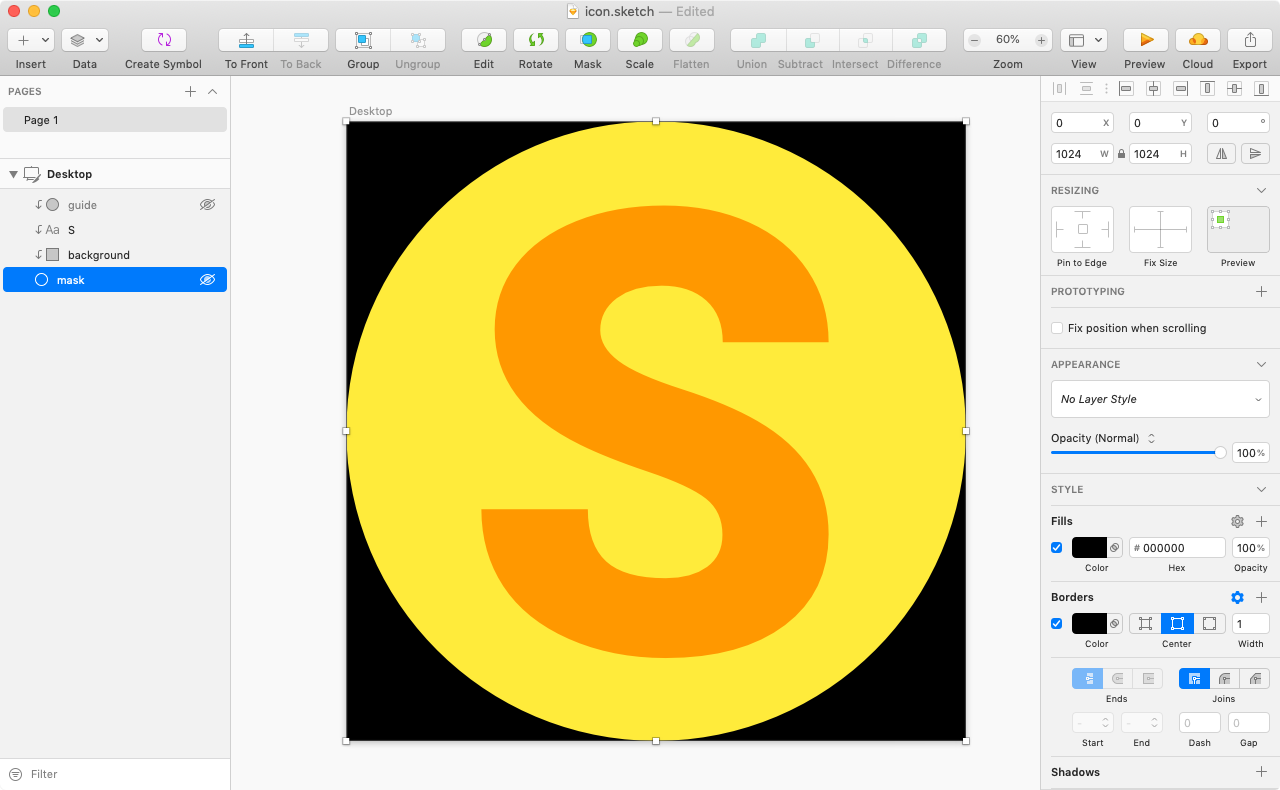 icon.sketch — Edited
60%
Insert Data Create Symbol To Front To Back Group Ungroup Edit Rotate Mask Scale Flatten Union Subtract Intersect Difference Zoom View Preview Cloud Export
PAGES
Page 1
Desktop
guide
Aa S
background
mask
Filter
Desktop
S
0 X 0 Y 0 °
1024 W 1024 H
RESIZING
Pin to Edge Fix Size Preview
PROTOTYPING
Fix position when scrolling
APPEARANCE
No Layer Style
Opacity (Normal)
100%
STYLE
Fills
# 000000 100%
Color Hex Opacity
Borders
1
Color Center Width
Ends Joins
- - 0 0
Start End Dash Gap
Shadows